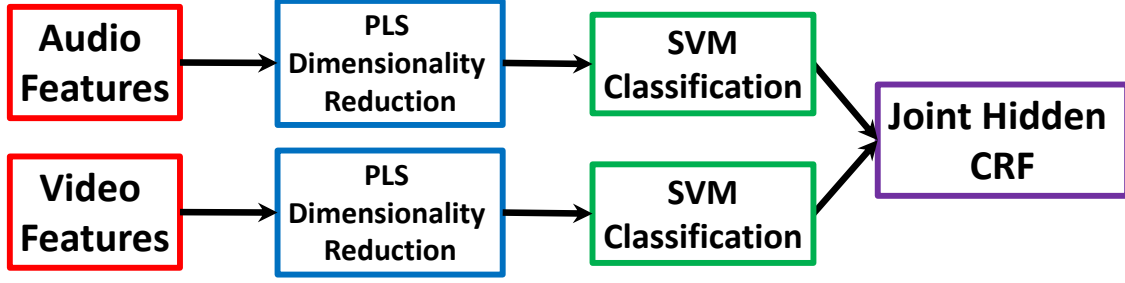 Audio
Features
PLS
Dimensionality
Reduction
SVM
Classification
Video
Features
PLS
Dimensionality
Reduction
SVM
Classification
Joint Hidden
CRF